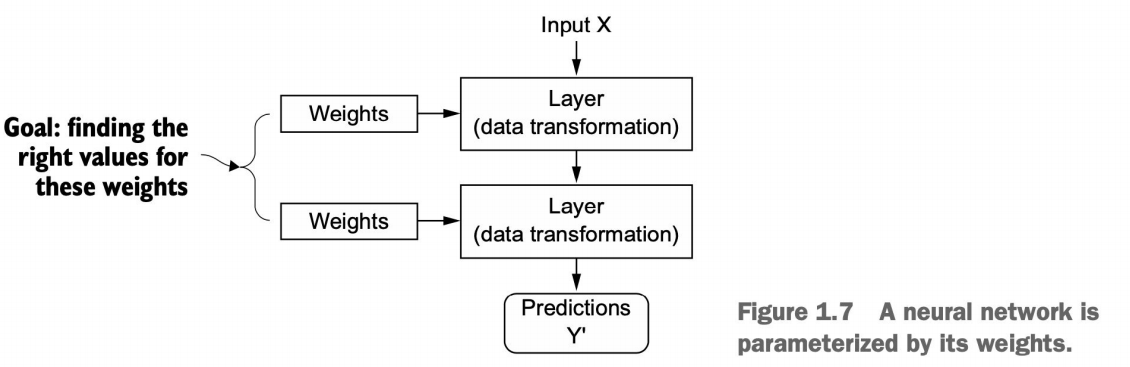 Input X
Layer
(data transformation)
Weights
Goal: finding the
right values for
these weights
Layer
(data transformation)
Weights
Predictions
Y'
Figure 1.7 A neural network is
parameterized by its weights.